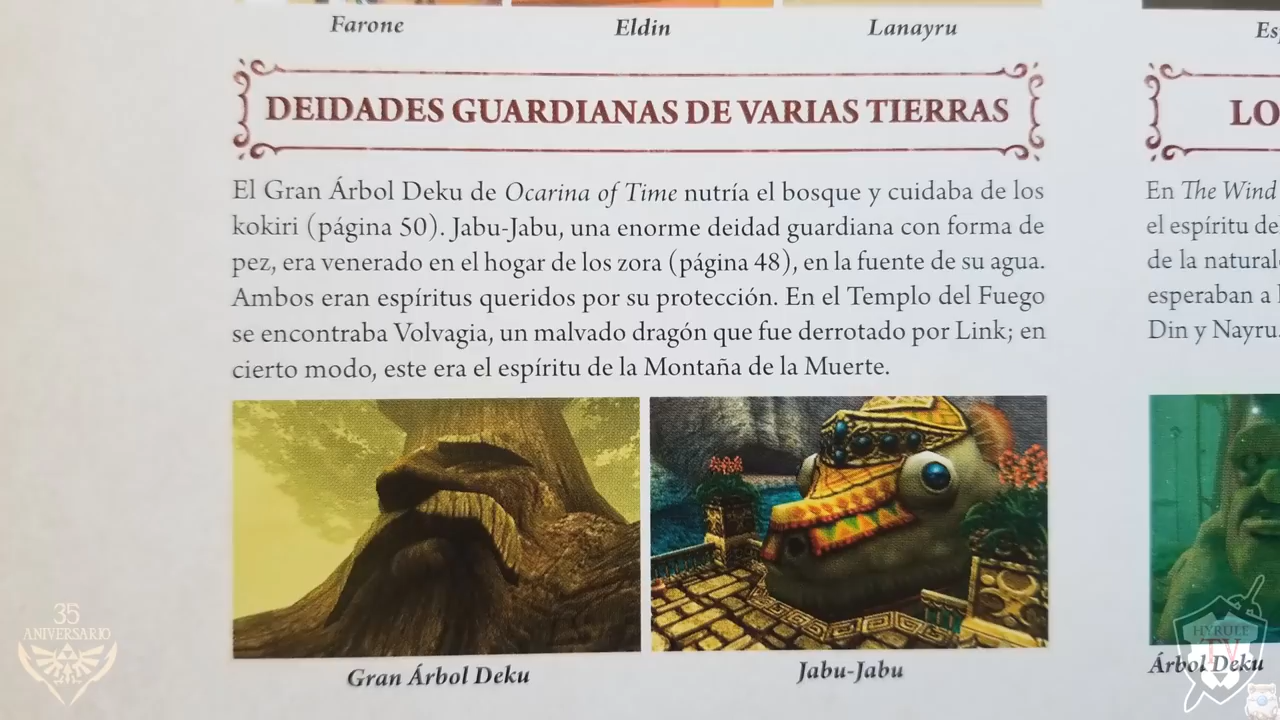 Farone
Eldin
Lanayru
DEIDADES GUARDIANAS DE VARIAS TIERRAS
El Gran Árbol Deku de Ocarina of Time nutría el bosque y cuidaba de los
kokiri (página 50). Jabu-Jabu, una enorme deidad guardiana con forma de
pez, era venerado en el hogar de los zora (página 48), en la fuente de su agua.
Ambos eran espíritus queridos por su protección. En el Templo del Fuego
se encontraba Volvagia, un malvado dragón que fue derrotado por Link; en
cierto modo, este era el espíritu de la Montaña de la Muerte.
Gran Árbol Deku
Jabu-Jabu
LO
En The Wind
el espíritu de
de la natural
esperaban a
Din y Nayru.
Árbol Deku
35
ANIVERSARIO
HYRULE
TV